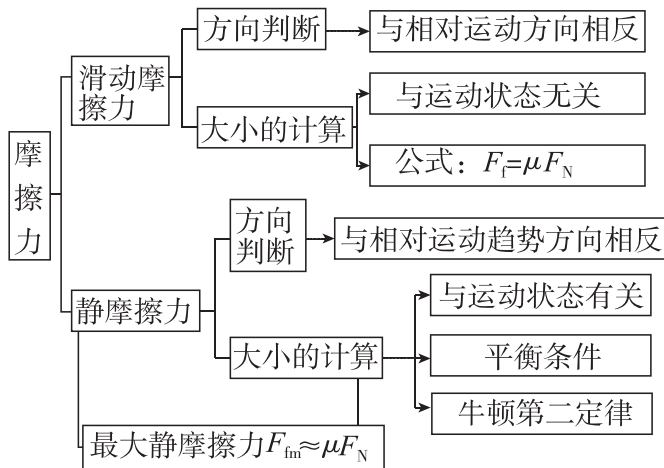 摩
擦
力
滑动摩
擦力
方向判断
与相对运动方向相反
大小的计算
与运动状态无关
公式：F_f=μF_N
静摩擦力
方向
判断
与相对运动趋势方向相反
大小的计算
与运动状态有关
平衡条件
牛顿第二定律
最大静摩擦力F_fm≈μF_N